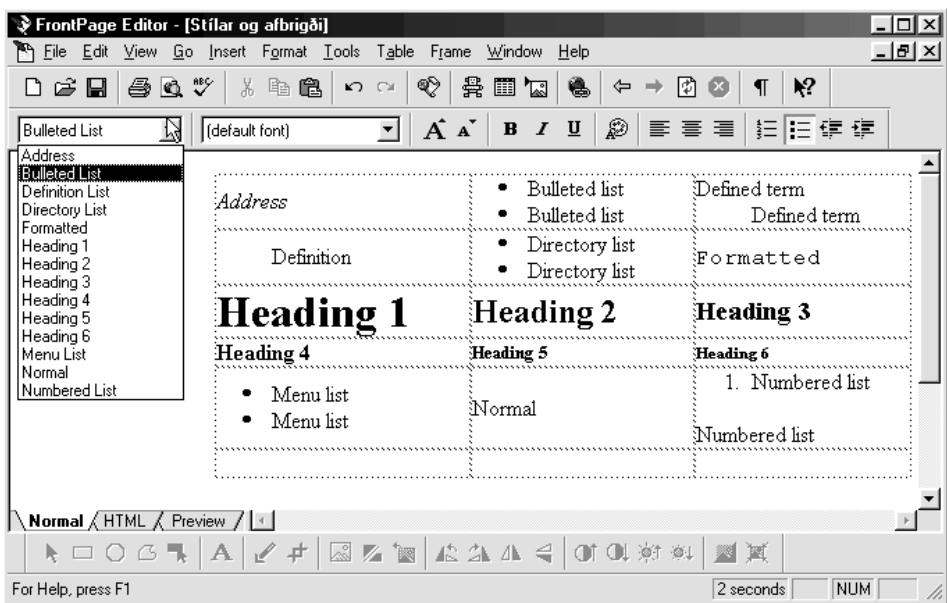 FrontPage Editor - [Stílar og afbrigði]
File Edit View Go Insert Format Tools Table Frame Window Help
ABC
Bulleted List (default font) A A B I U
Address
Bulleted List
Definition List
Directory List
Formatted
Heading 1
Heading 2
Heading 3
Heading 4
Heading 5
Heading 6
Menu List
Normal
Numbered List
Address
• Bulleted list
• Bulleted list
Defined term
Defined term
Definition
• Directory list
• Directory list
Formatted
Heading 1 Heading 2 Heading 3
Heading 4 Heading 5 Heading 6
• Menu list
• Menu list
Normal
1. Numbered list
Numbered list
Normal HTML Preview
A
For Help, press F1 2 seconds NUM